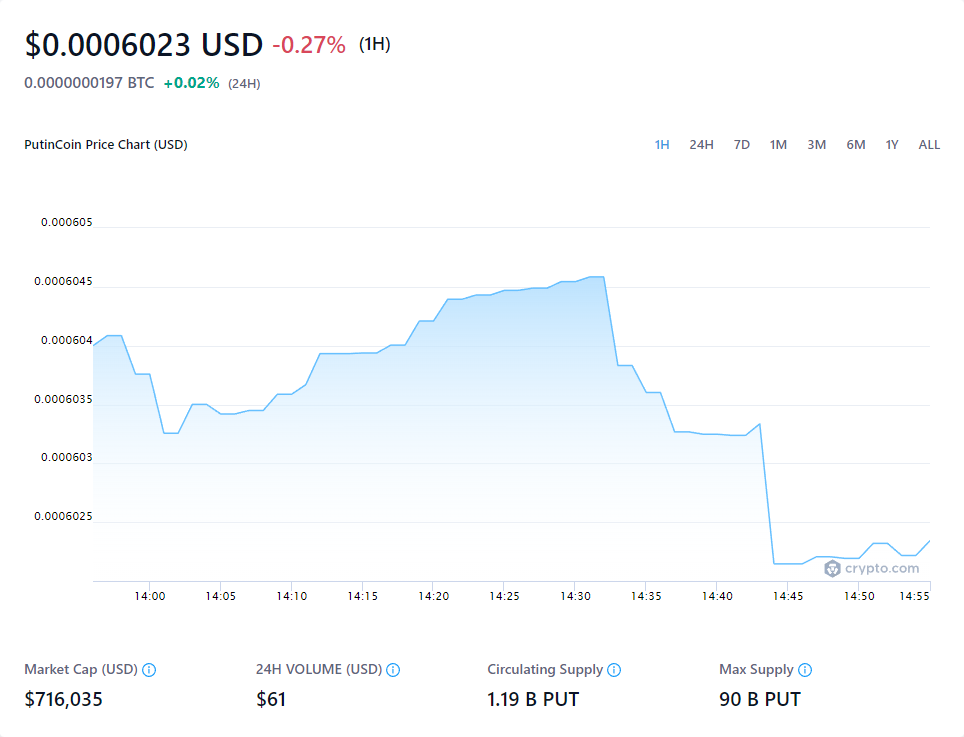 $0.0006023 USD -0.27% (1H)
0.0000000197 BTC +0.02% (24H)
PutinCoin Price Chart (USD) 1H 24H 7D 1M 3M 6M 1Y ALL
0.000605
0.0006045
0.000604
0.0006035
0.000603
0.0006025
crypto.com
14:00 14:05 14:10 14:15 14:20 14:25 14:30 14:35 14:40 14:45 14:50 14:55
Market Cap (USD) 24H VOLUME (USD) Circulating Supply Max Supply
$716,035 $61 1.19 B PUT 90 B PUT